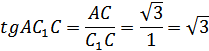 tgAC₁C = AC/C₁C = √3/1 = √3